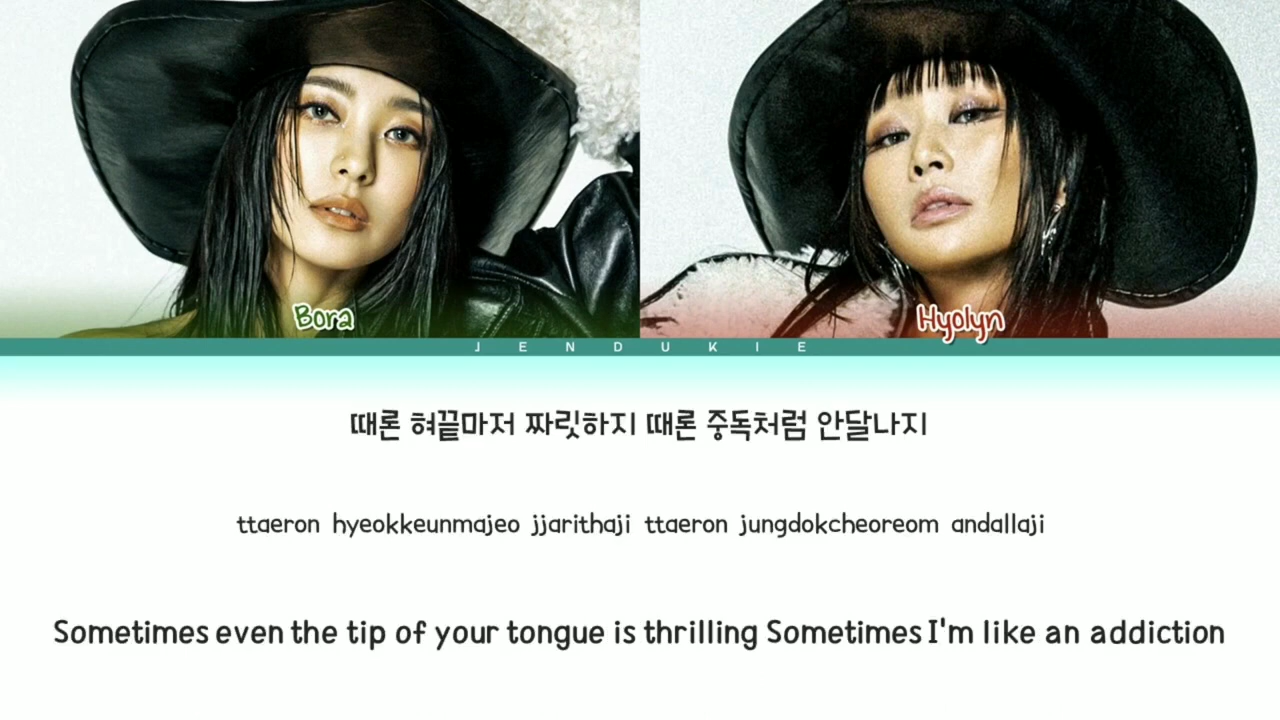 Bora
Hyolyn
JENDUKIE
때론 혀끝마저 짜릿하지 때론 중독처럼 안달나지
ttaeron hyeokkeunmajeo jjarithaji ttaeron jungdokcheoreom andallaji
Sometimes even the tip of your tongue is thrilling Sometimes I'm like an addiction